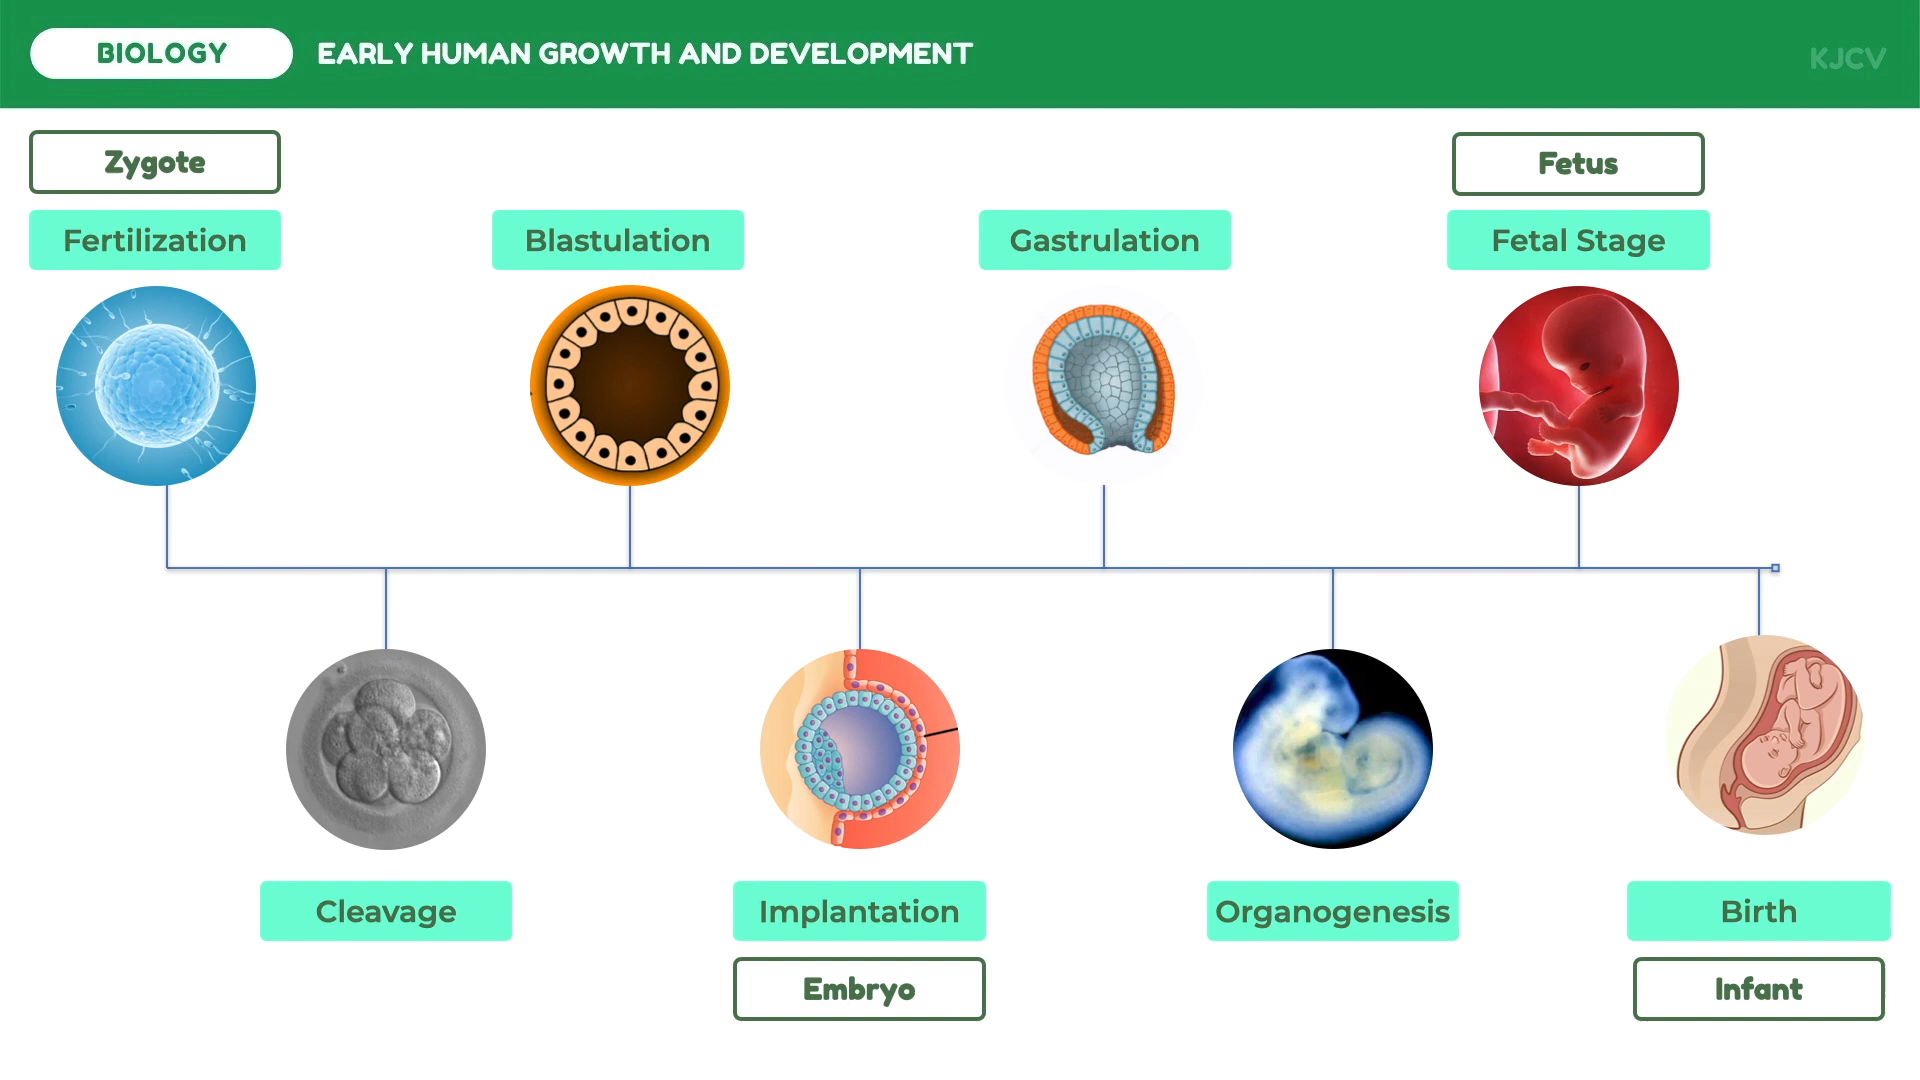 BIOLOGY
EARLY HUMAN GROWTH AND DEVELOPMENT
KJCV
Zygote
Fetus
Fertilization
Blastulation
Gastrulation
Fetal Stage
Cleavage
Implantation
Organogenesis
Birth
Embryo
Infant